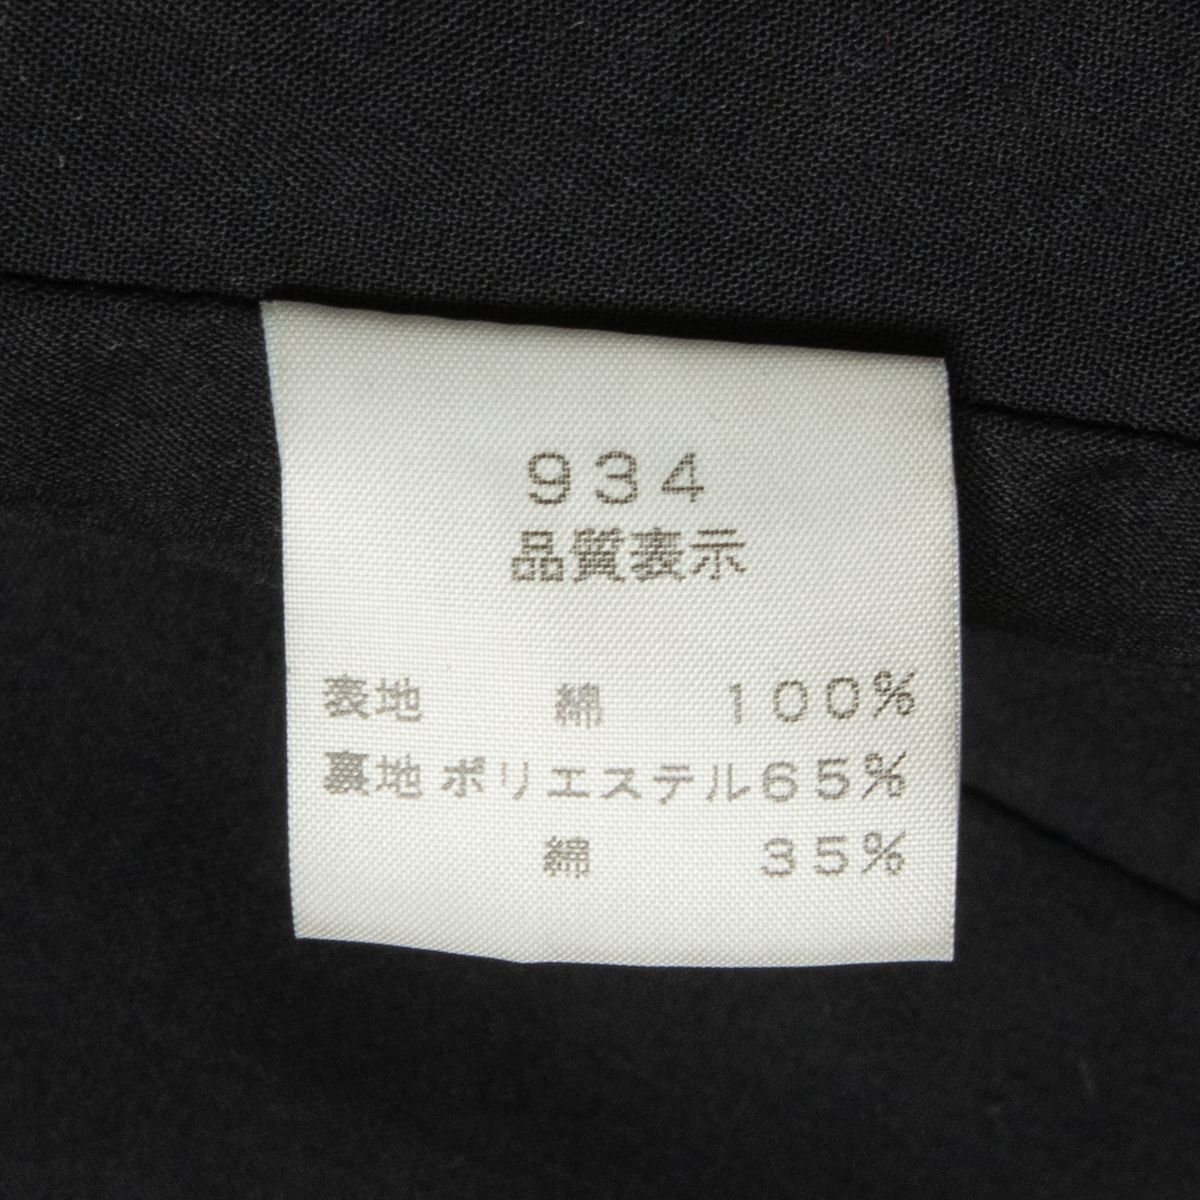 934
品質表示
表地 綿 100%
裏地 ポリエステル65%
綿 35%